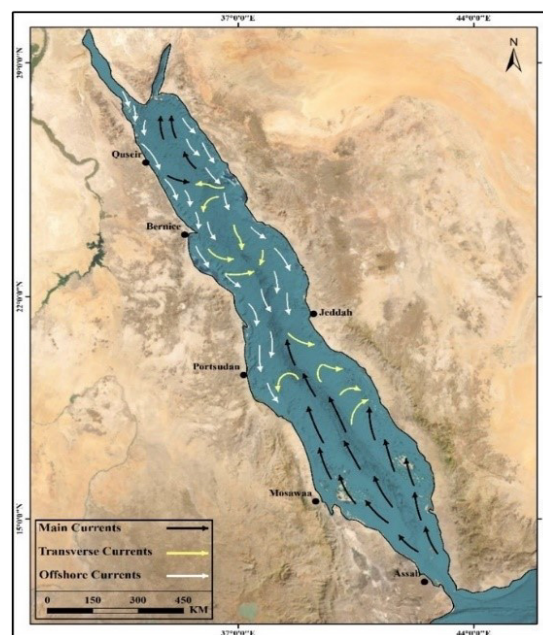 37°0'0"E 44°0'0"E
N
29°0'0"N
Quseir
Bernice
22°0'0"N
Jeddah
Portsudan
Mosawaa
15°0'0"N
Main Currents
Transverse Currents
Offshore Currents
Assab
0 150 300 450
KM
37°0'0"E 44°0'0"E